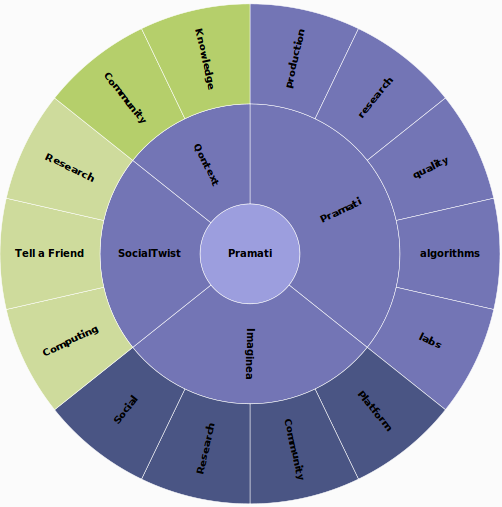 Pramati
Pramati
production
research
quality
algorithms
labs
Imaginea
Platform
Community
Research
Social
SocialTwist
Computing
Tell a Friend
Research
Qontext
Community
Knowledge